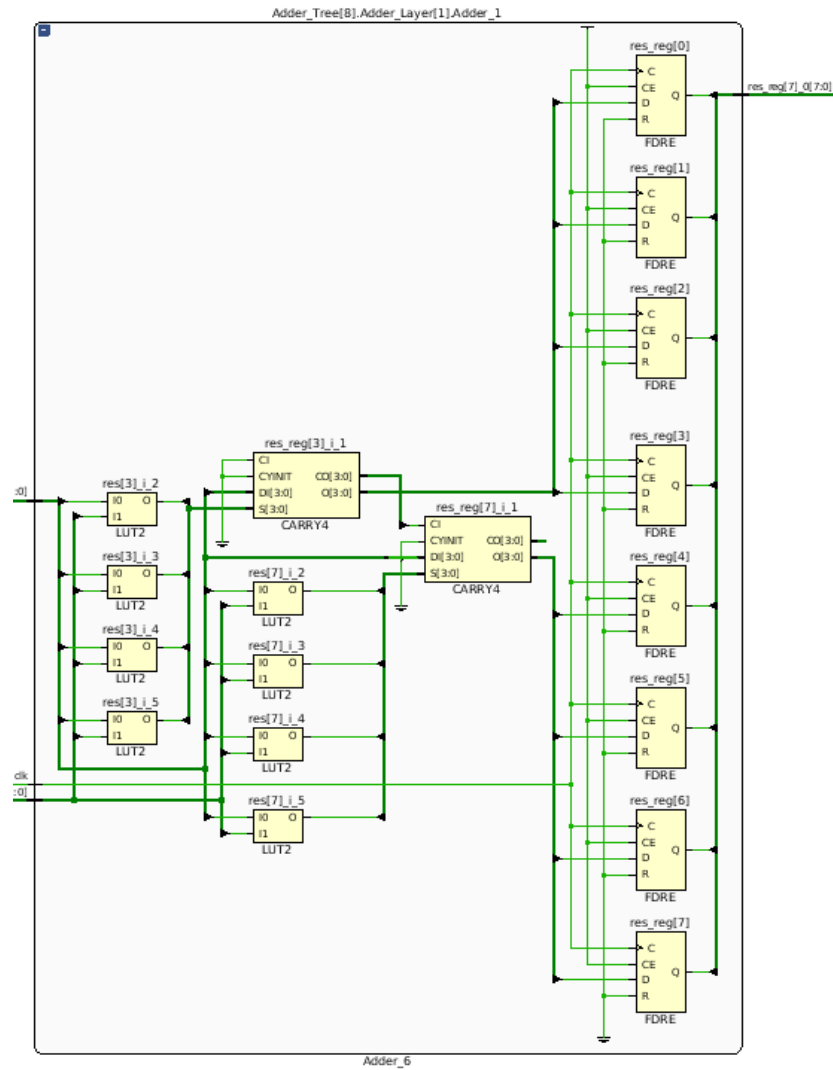 Adder_Tree[8].Adder_Layer[1].Adder_1
res_reg[0]
C
CE
D
R
Q
FDRE
res_reg[7]_0[7:0]
res_reg[1]
C
CE
D
R
Q
FDRE
res_reg[2]
C
CE
D
R
Q
FDRE
res_reg[3]
C
CE
D
R
Q
FDRE
res_reg[4]
C
CE
D
R
Q
FDRE
res_reg[5]
C
CE
D
R
Q
FDRE
res_reg[6]
C
CE
D
R
Q
FDRE
res_reg[7]
C
CE
D
R
Q
FDRE
res_reg[3]_i_1
CI
CYINIT CO[3:0]
DI[3:0] O[3:0]
S[3:0]
CARRY4
res_reg[7]_i_1
CI
CYINIT CO[3:0]
DI[3:0] O[3:0]
S[3:0]
CARRY4
:0]
res[3]_i_2
I0 O
I1
LUT2
res[3]_i_3
I0 O
I1
LUT2
res[3]_i_4
I0 O
I1
LUT2
res[3]_i_5
I0 O
I1
LUT2
res[7]_i_2
I0 O
I1
LUT2
res[7]_i_3
I0 O
I1
LUT2
res[7]_i_4
I0 O
I1
LUT2
res[7]_i_5
I0 O
I1
LUT2
clk
:0]
Adder_6